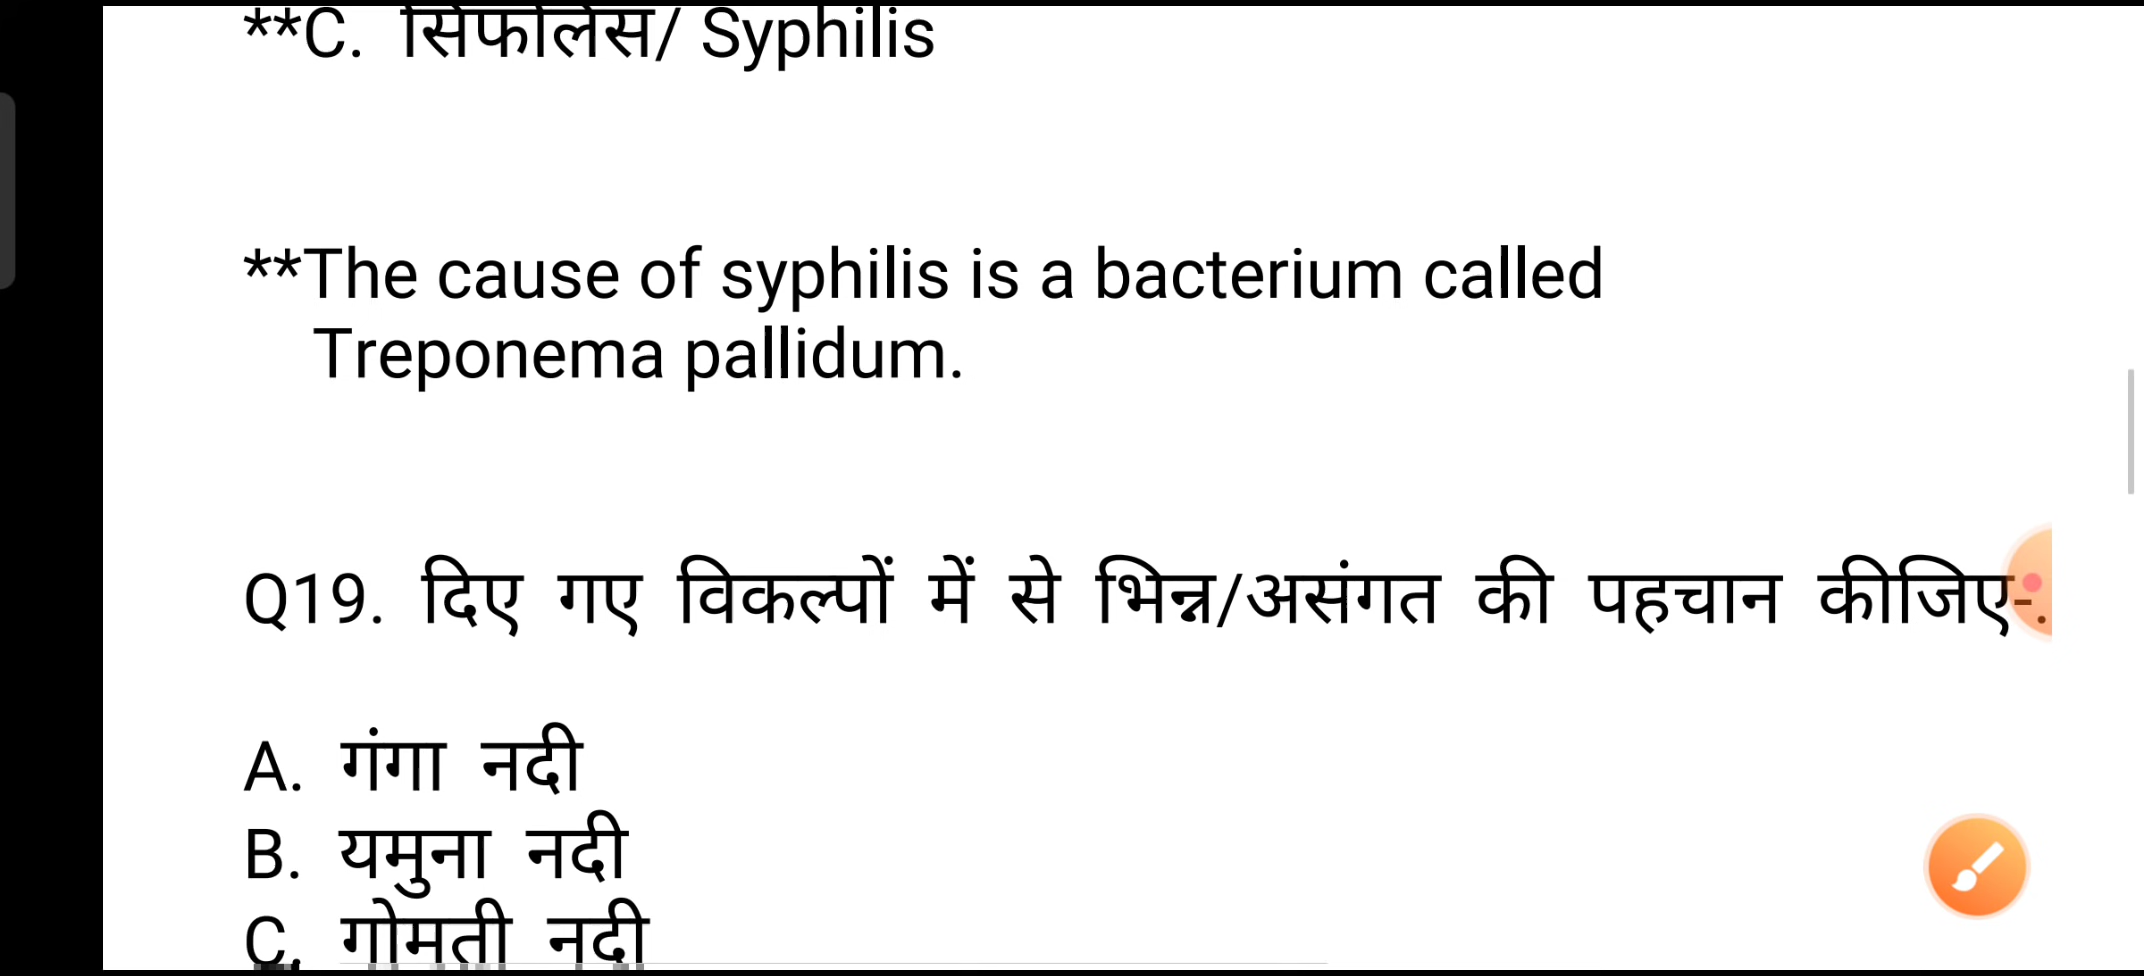 **C. सिफलिस/ Syphilis
**The cause of syphilis is a bacterium called
Treponema pallidum.
Q19. दिए गए विकल्पों में से भिन्न/असंगत की पहचान कीजिए-.
A. गंगा नदी
B. यमुना नदी
C. गोमती नदी